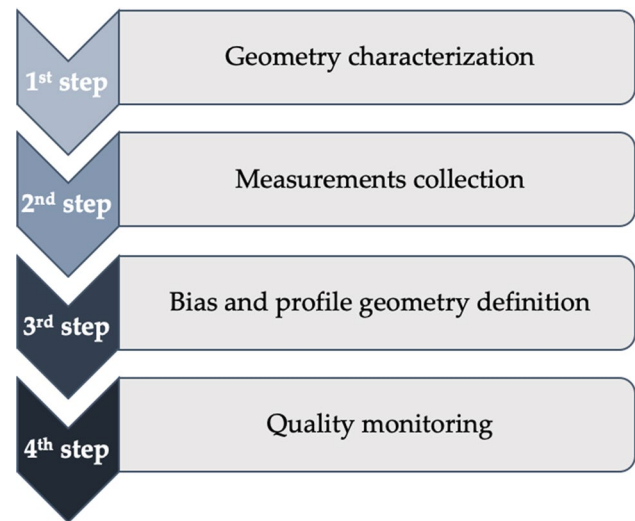 1st step
Geometry characterization
2nd step
Measurements collection
3rd step
Bias and profile geometry definition
4th step
Quality monitoring